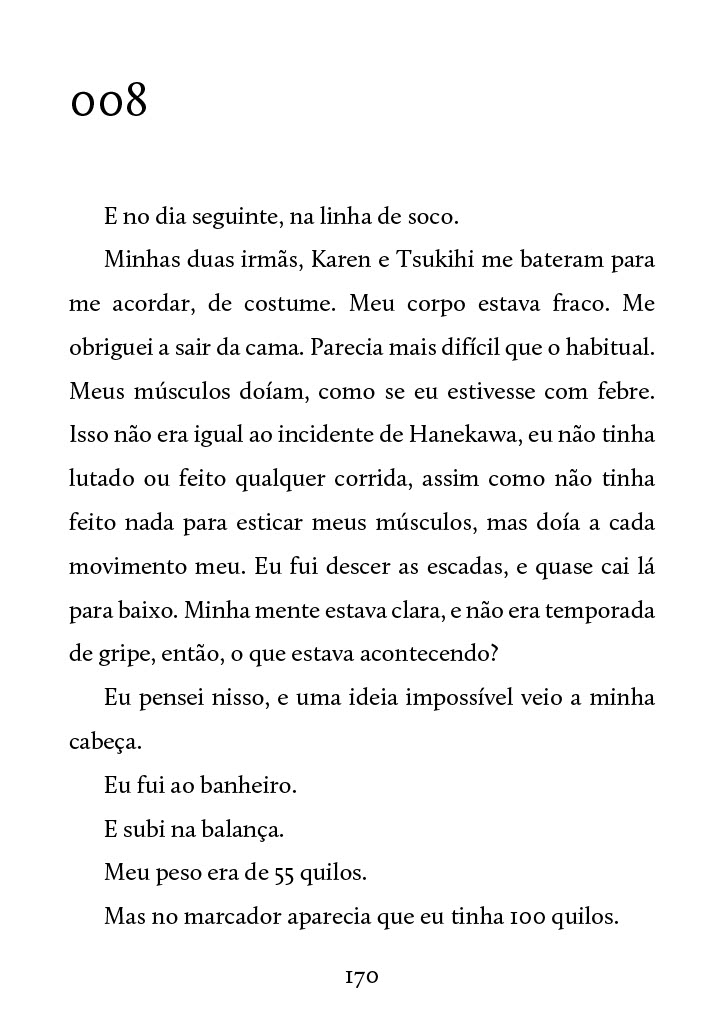 008
E no dia seguinte, na linha de soco.
Minhas duas irmãs, Karen e Tsukihi me bateram para
me acordar, de costume. Meu corpo estava fraco. Me
obriguei a sair da cama. Parecia mais difícil que o habitual.
Meus músculos doíam, como se eu estivesse com febre.
Isso não era igual ao incidente de Hanekawa, eu não tinha
lutado ou feito qualquer corrida, assim como não tinha
feito nada para esticar meus músculos, mas doía a cada
movimento meu. Eu fui descer as escadas, e quase cai lá
para baixo. Minha mente estava clara, e não era temporada
de gripe, então, o que estava acontecendo?
Eu pensei nisso, e uma ideia impossível veio a minha
cabeça.
Eu fui ao banheiro.
E subi na balança.
Meu peso era de 55 quilos.
Mas no marcador aparecia que eu tinha 100 quilos.
170